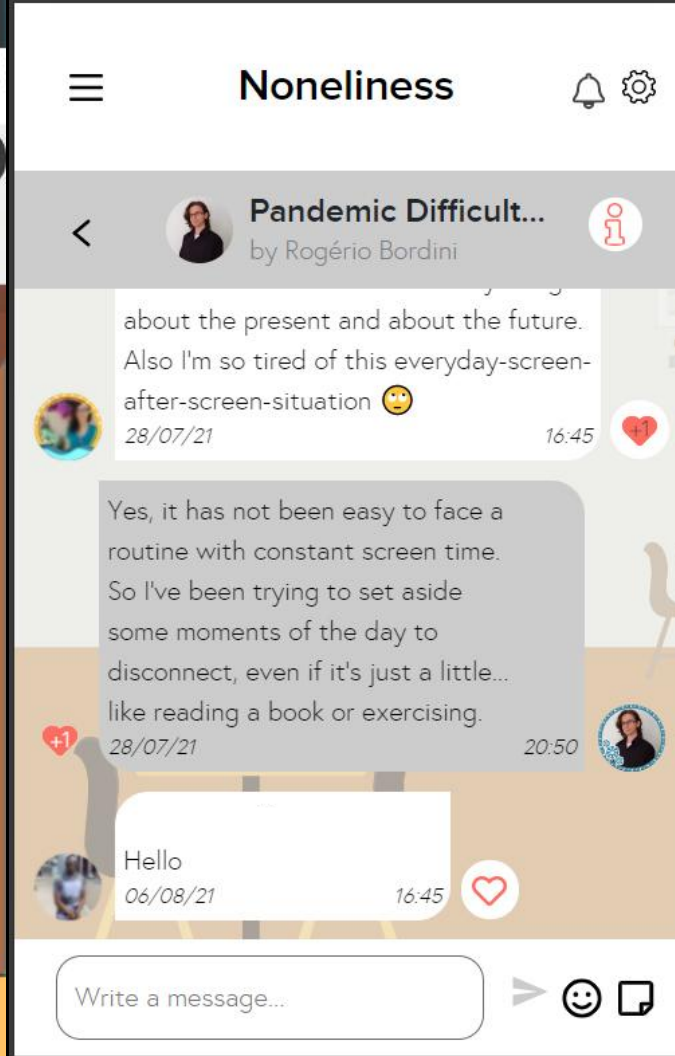 Noneliness
Pandemic Difficult...
by Rogério Bordini
about the present and about the future.
Also I'm so tired of this everyday-screen-
after-screen-situation 🙄
28/07/21 16:45
+1
Yes, it has not been easy to face a
routine with constant screen time.
So I've been trying to set aside
some moments of the day to
disconnect, even if it's just a little...
like reading a book or exercising.
+1
28/07/21 20:50
Hello
06/08/21 16:45
Write a message...